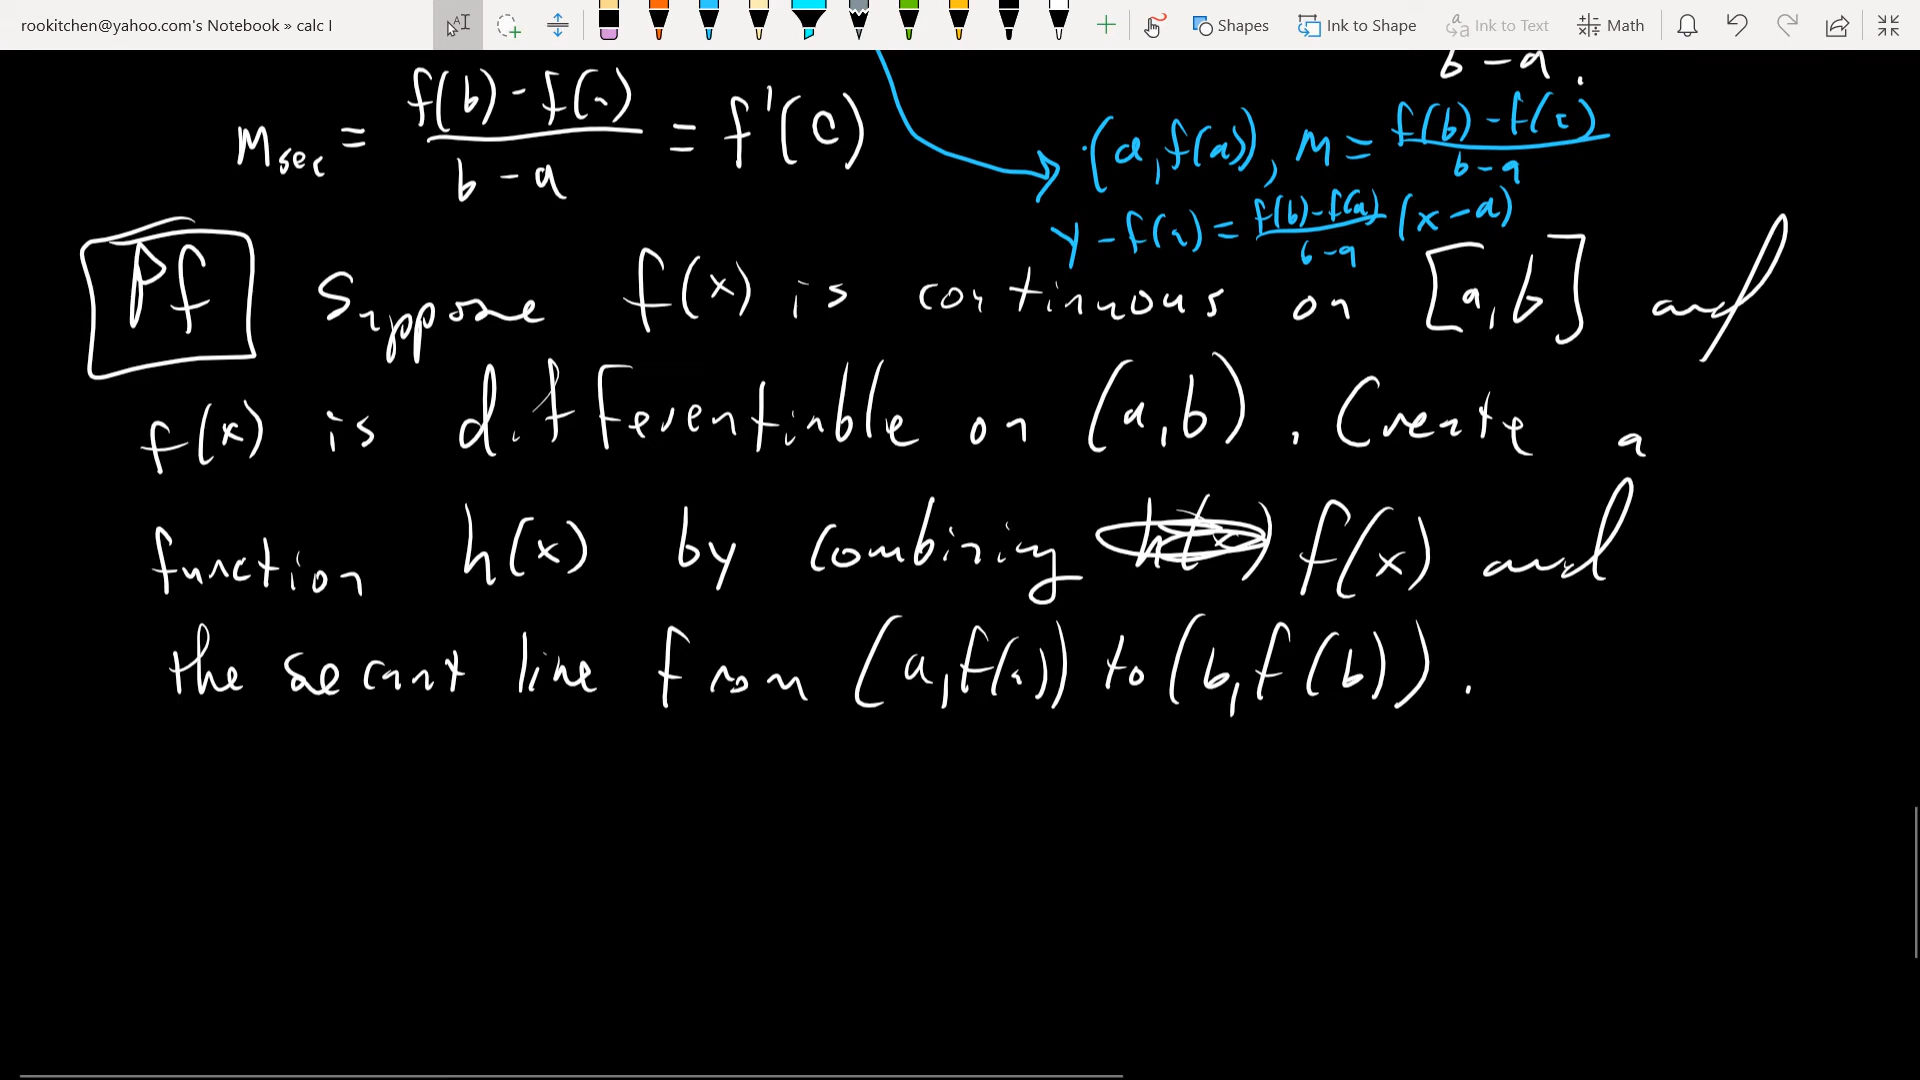 rookitchen@yahoo.com's Notebook » calc I
Shapes
Ink to Shape
Ink to Text
Math
b-a.
m_sec = (f(b)-f(a))/(b-a) = f'(c)
(a, f(a)), m = (f(b)-f(c))/(b-a)
y-f(a) = (f(b)-f(a))/(b-a) (x-a)
Pf Suppose f(x) is continuous on [a,b] and
f(x) is differentiable on (a,b). Create a
function h(x) by combining f(x) and
the secant line from (a,f(a)) to (b,f(b)).